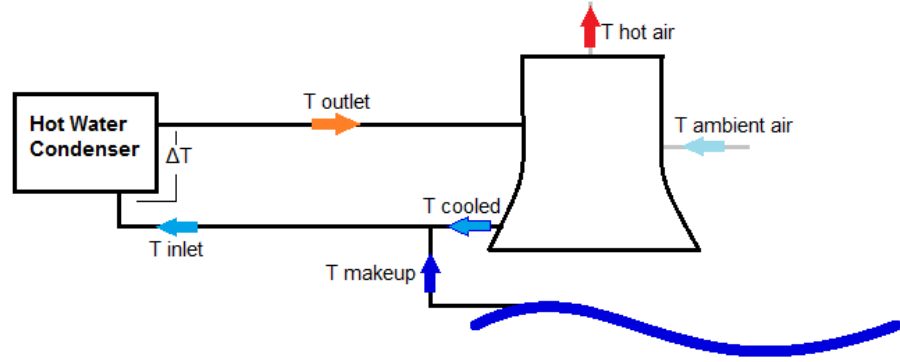 T hot air
T outlet
Hot Water
Condenser
T ambient air
ΔT
T cooled
T inlet
T makeup